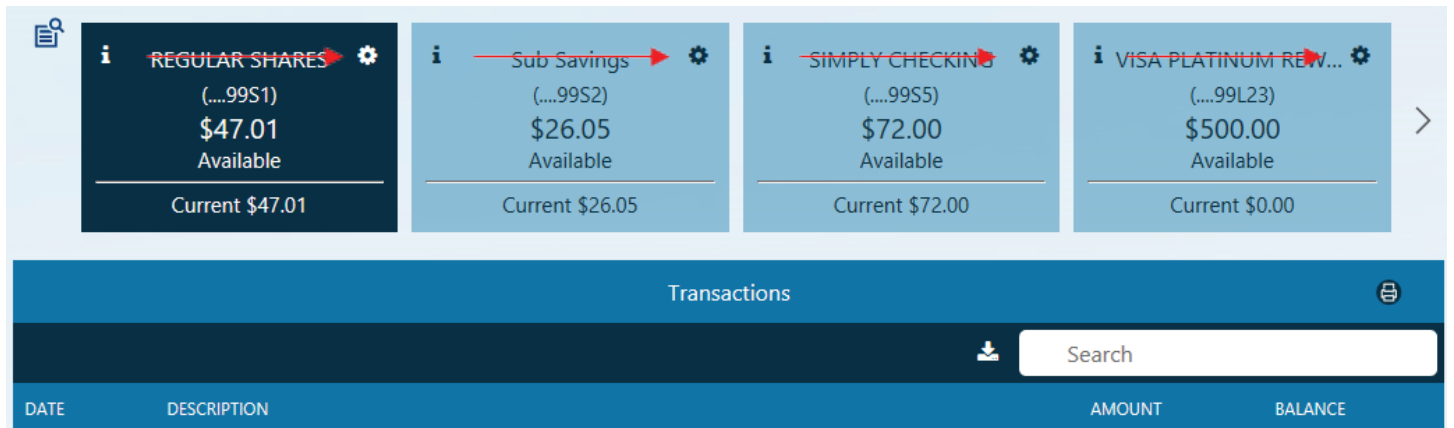 REGULAR SHARES
(....99S1)
$47.01
Available
Current $47.01
Sub Savings
(....99S2)
$26.05
Available
Current $26.05
SIMPLY CHECKING
(....99S5)
$72.00
Available
Current $72.00
VISA PLATINUM REW...
(....99L23)
$500.00
Available
Current $0.00
Transactions
Search
DATE DESCRIPTION AMOUNT BALANCE